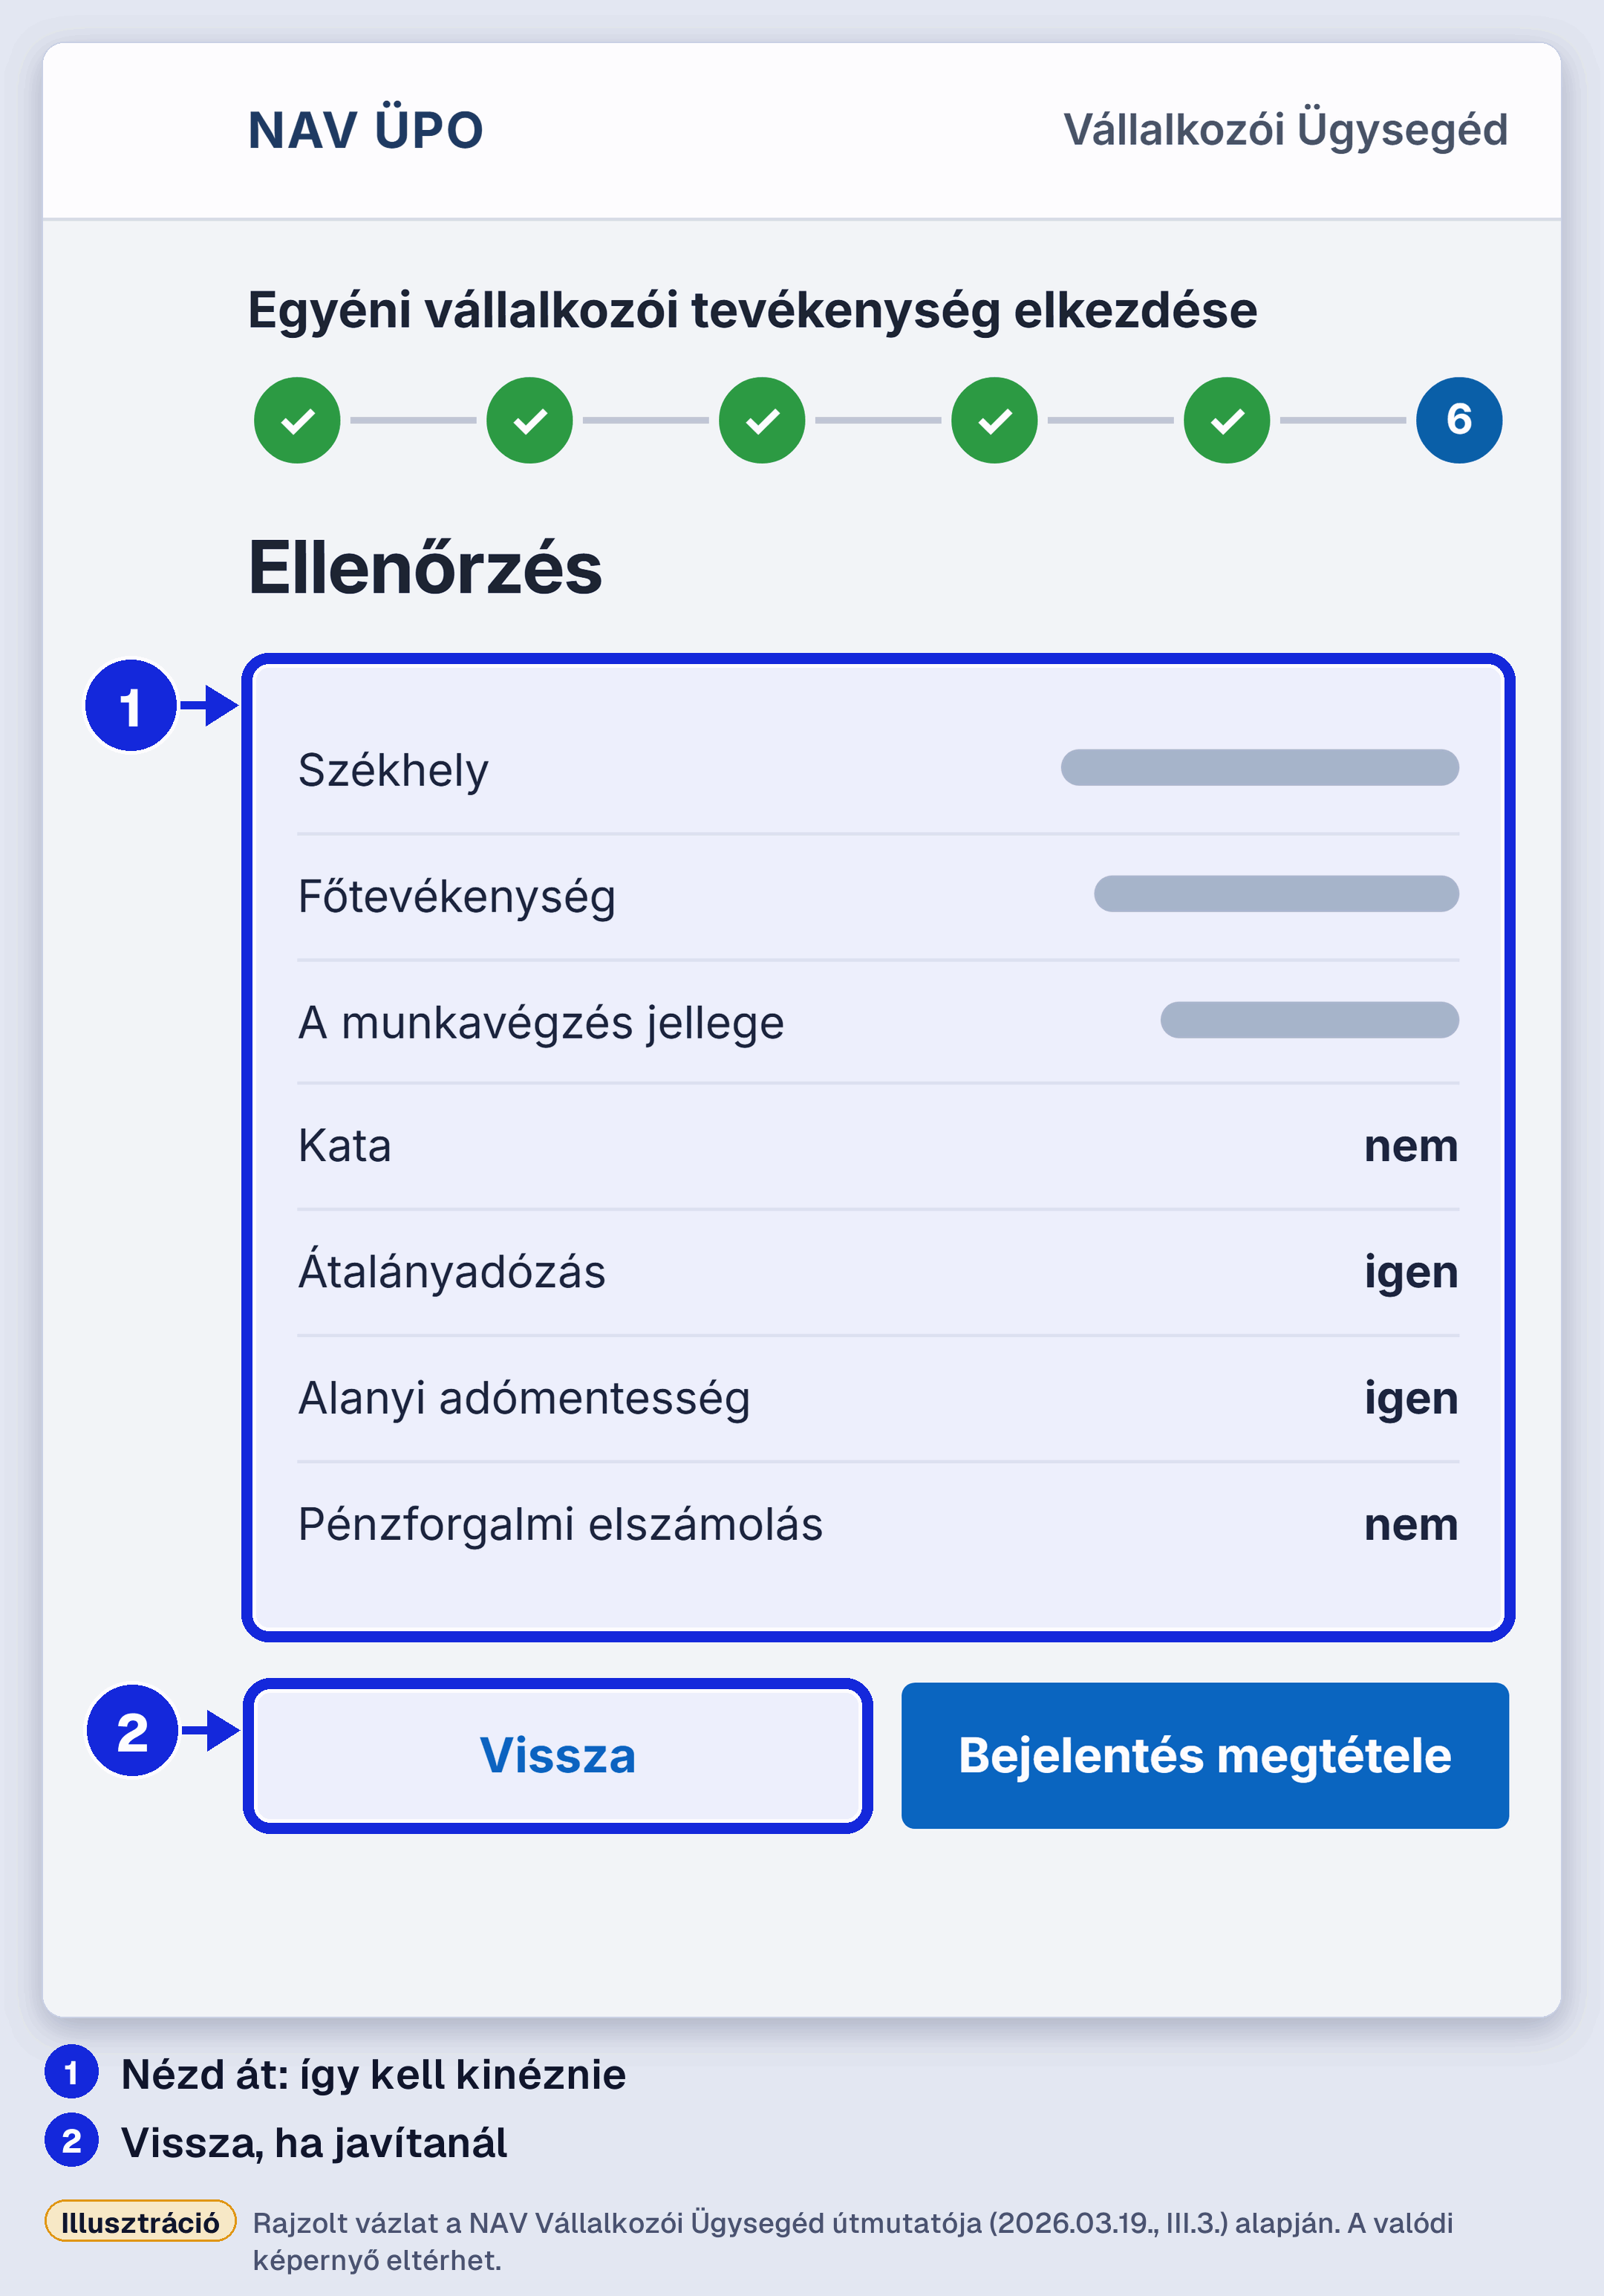 NAV ÜPO
Vállalkozói Ügysegéd
Egyéni vállalkozói tevékenység elkezdése
6
Ellenőrzés
1
Székhely
Főtevékenység
A munkavégzés jellege
Kata nem
Átalányadózás igen
Alanyi adómentesség igen
Pénzforgalmi elszámolás nem
2
Vissza
Bejelentés megtétele
1 Nézd át: így kell kinéznie
2 Vissza, ha javítanál
Illusztráció Rajzolt vázlat a NAV Vállalkozói Ügysegéd útmutatója (2026.03.19., III.3.) alapján. A valódi
képernyő eltérhet.